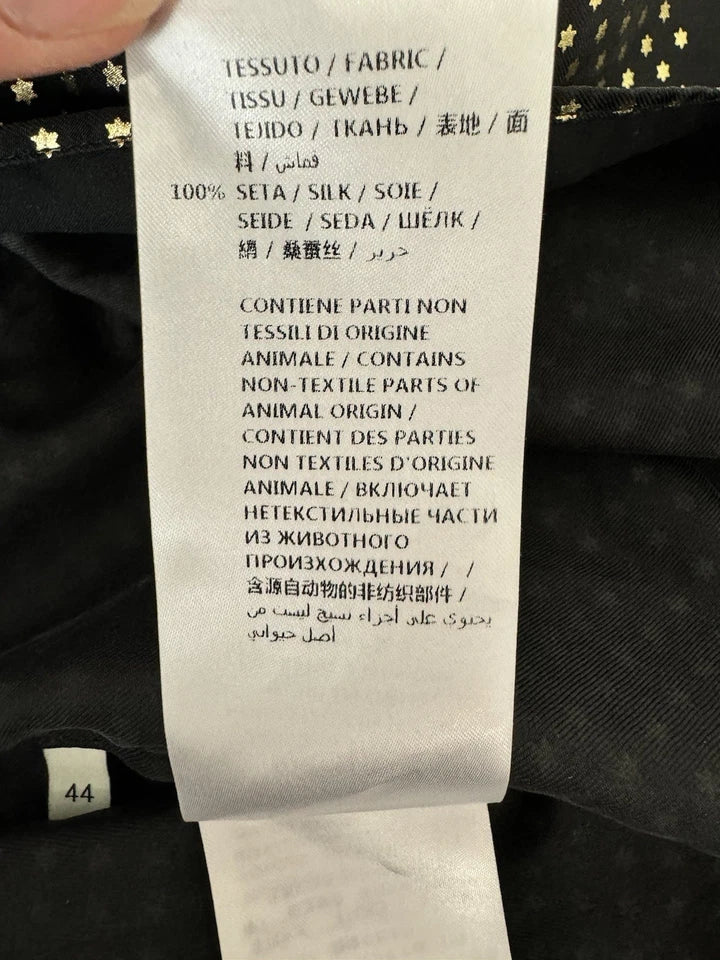 TESSUTO / FABRIC /
TISSU / GEWEBE /
TEJIDO / ТКАНЬ / 表地 / 面
料 / قماش
100% SETA / SILK / SOIE /
SEIDE / SEDA / ШЁЛК /
絹 / 桑蚕丝 / حرير
CONTIENE PARTI NON
TESSILI DI ORIGINE
ANIMALE / CONTAINS
NON-TEXTILE PARTS OF
ANIMAL ORIGIN /
CONTIENT DES PARTIES
NON TEXTILES D'ORIGINE
ANIMALE / ВКЛЮЧАЕТ
НЕТЕКСТИЛЬНЫЕ ЧАСТИ
ИЗ ЖИВОТНОГО
ПРОИЗХОЖДЕНИЯ / /
含源自动物的非纺织部件 /
يحتوي على أجزاء نسيج ليست من
أصل حيواني
44